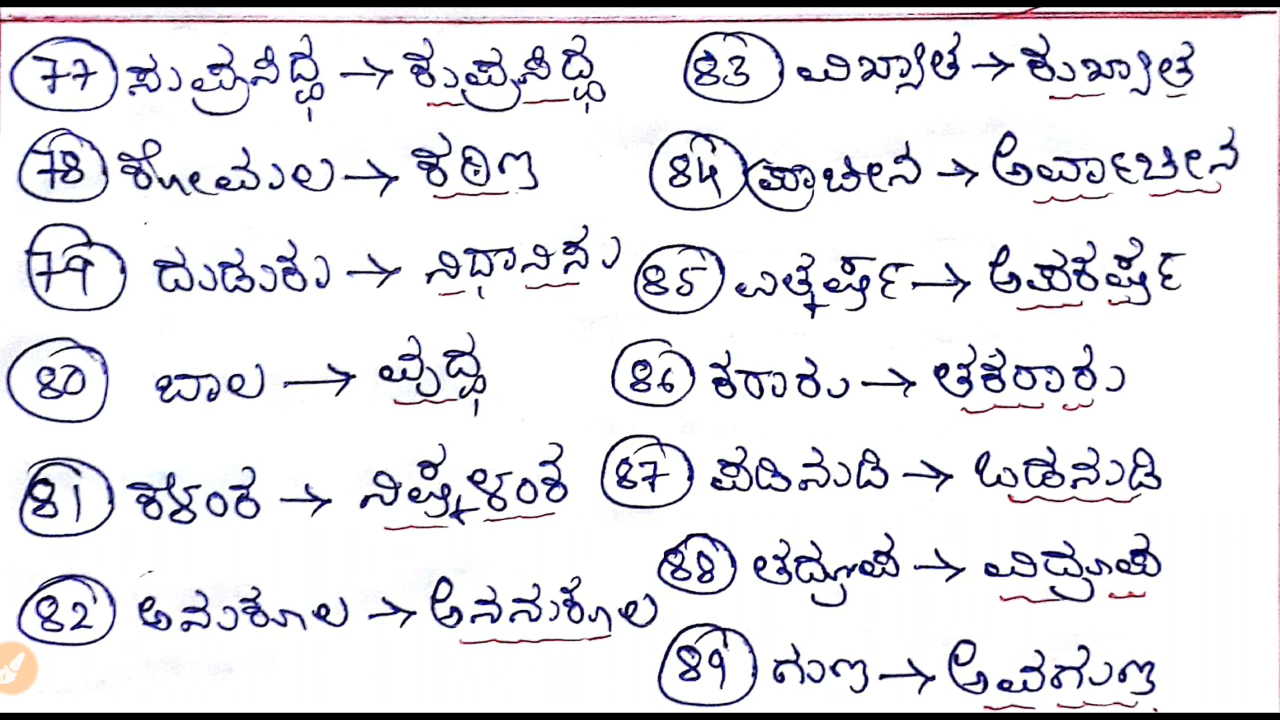 77 ಸುಪ್ರಸಿದ್ಧ → ಕುಪ್ರಸಿದ್ಧ
78 ಕೋಮಲ → ಕಠಿಣ
79 ದುಡುಕು → ನಿಧಾನಿಸು
80 ಬಾಲ → ವೃದ್ಧ
81 ಕಳಂಕ → ನಿಷ್ಕಳಂಕ
82 ಅನುಕೂಲ → ಅನನುಕೂಲ
83 ವಿಖ್ಯಾತ → ಕುಖ್ಯಾತ
84 ಪ್ರಾಚೀನ → ಅರ್ವಾಚೀನ
85 ಉತ್ಕರ್ಷ → ಅಪಕರ್ಷ
86 ಕರಾರು → ತಕರಾರು
87 ಪಡಿನುಡಿ → ಒಡನುಡಿ
88 ತದ್ರೂಪ → ವಿದ್ರೂಪ
89 ಗುಣ → ಅವಗುಣ